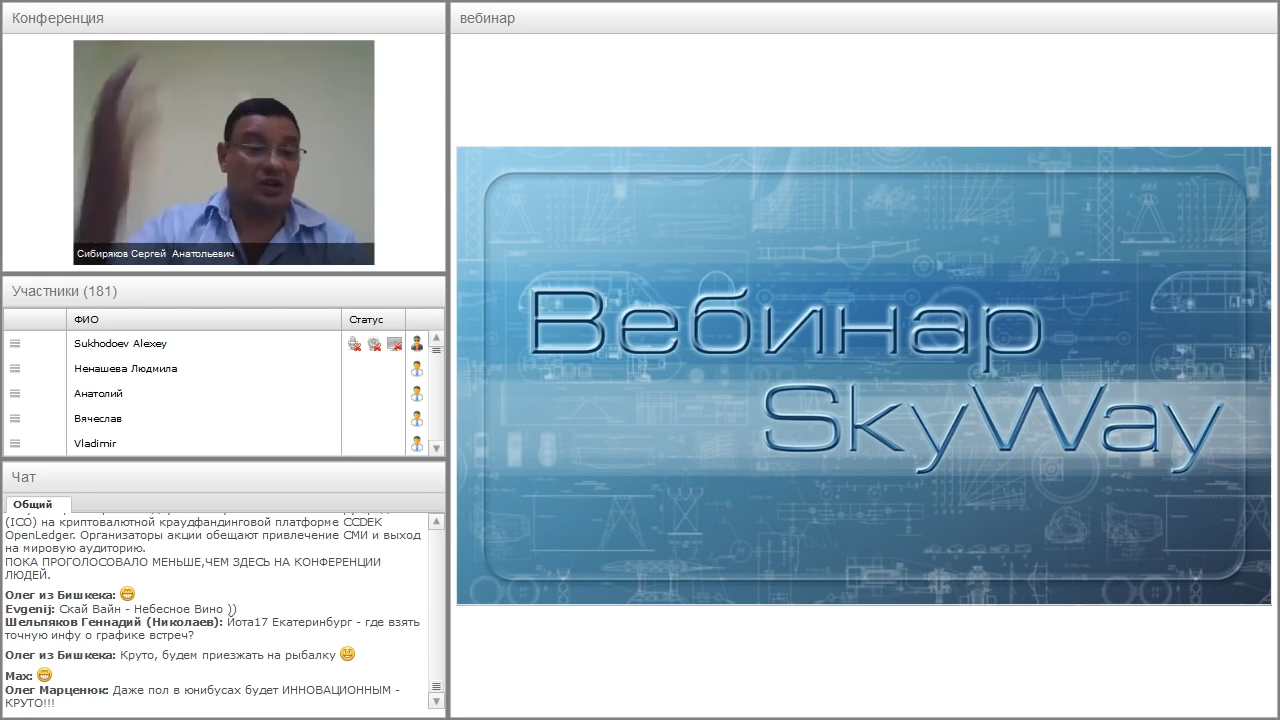 Конференция
Сибиряков Сергей Анатольевич
Участники (181)
ФИО
Статус
Sukhodoev Alexey
Ненашева Людмила
Анатолий
Вячеслав
Vladimir
Чат
Общий
(ICO) на криптовалютной краудфандинговой платформе CCDEK
OpenLedger. Организаторы акции обещают привлечение СМИ и выход
на мировую аудиторию.
ПОКА ПРОГОЛОСОВАЛО МЕНЬШЕ,ЧЕМ ЗДЕСЬ НА КОНФЕРЕНЦИИ
ЛЮДЕЙ.
Олег из Бишкека:
Evgenij: Скай Вайн - Небесное Вино ))
Шельпяков Геннадий (Николаев): Йота17 Екатеринбург - где взять
точную инфу о графике встреч?
Олег из Бишкека: Круто, будем приезжать на рыбалку
Max:
Олег Марценюк: Даже пол в юнибусах будет ИННОВАЦИОННЫМ -
КРУТО!!!
вебинар
Вебинар
SkyWay